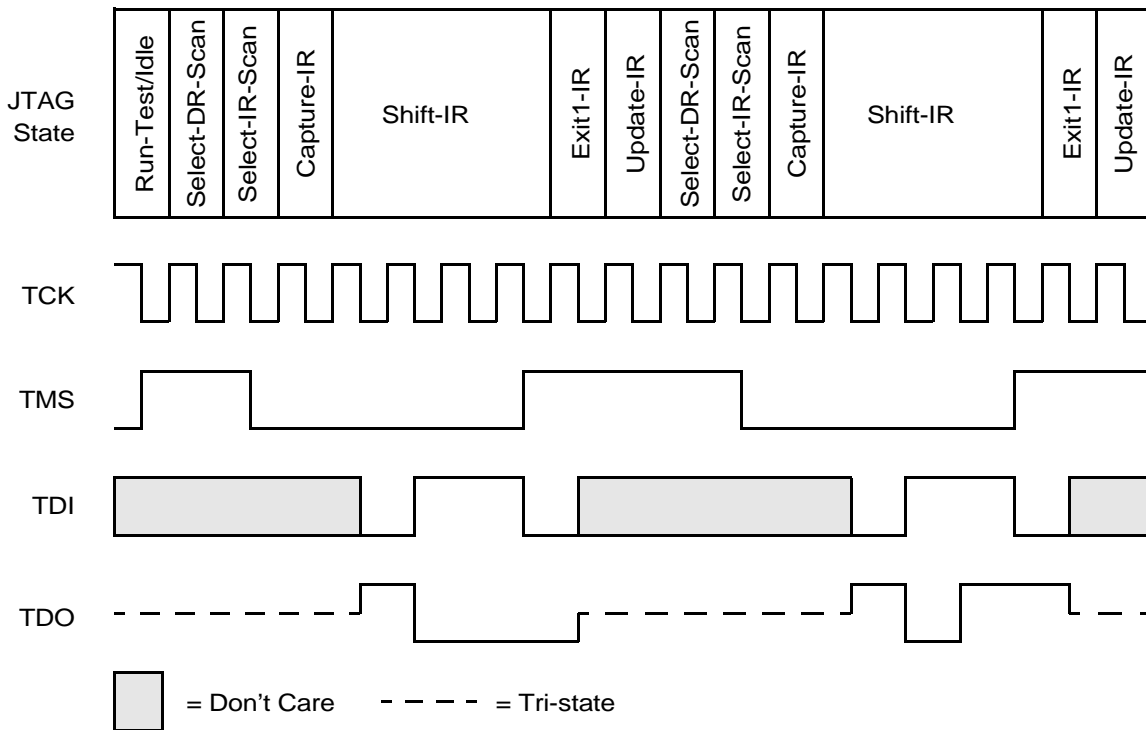 JTAG
State
Run-Test/Idle
Select-DR-Scan
Select-IR-Scan
Capture-IR
Shift-IR
Exit1-IR
Update-IR
Select-DR-Scan
Select-IR-Scan
Capture-IR
Shift-IR
Exit1-IR
Update-IR
TCK
TMS
TDI
TDO
= Don't Care
= Tri-state